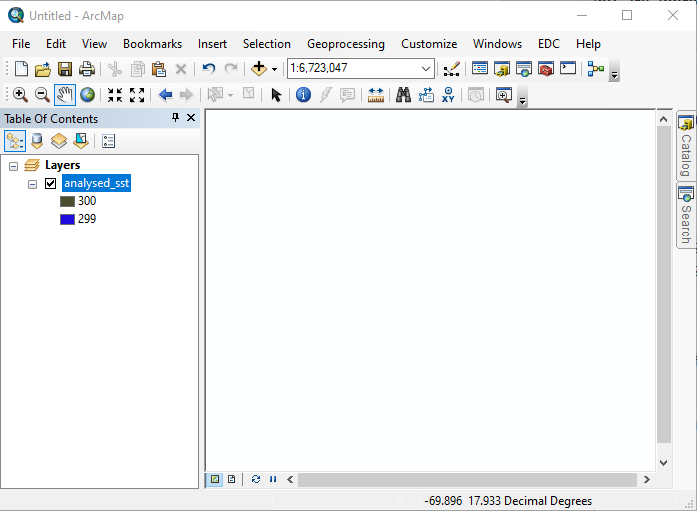 Untitled - ArcMap
File Edit View Bookmarks Insert Selection Geoprocessing Customize Windows EDC Help
1:6,723,047
XY
Table Of Contents
Layers
analysed_sst
300
299
Catalog
Search
-69.896 17.933 Decimal Degrees